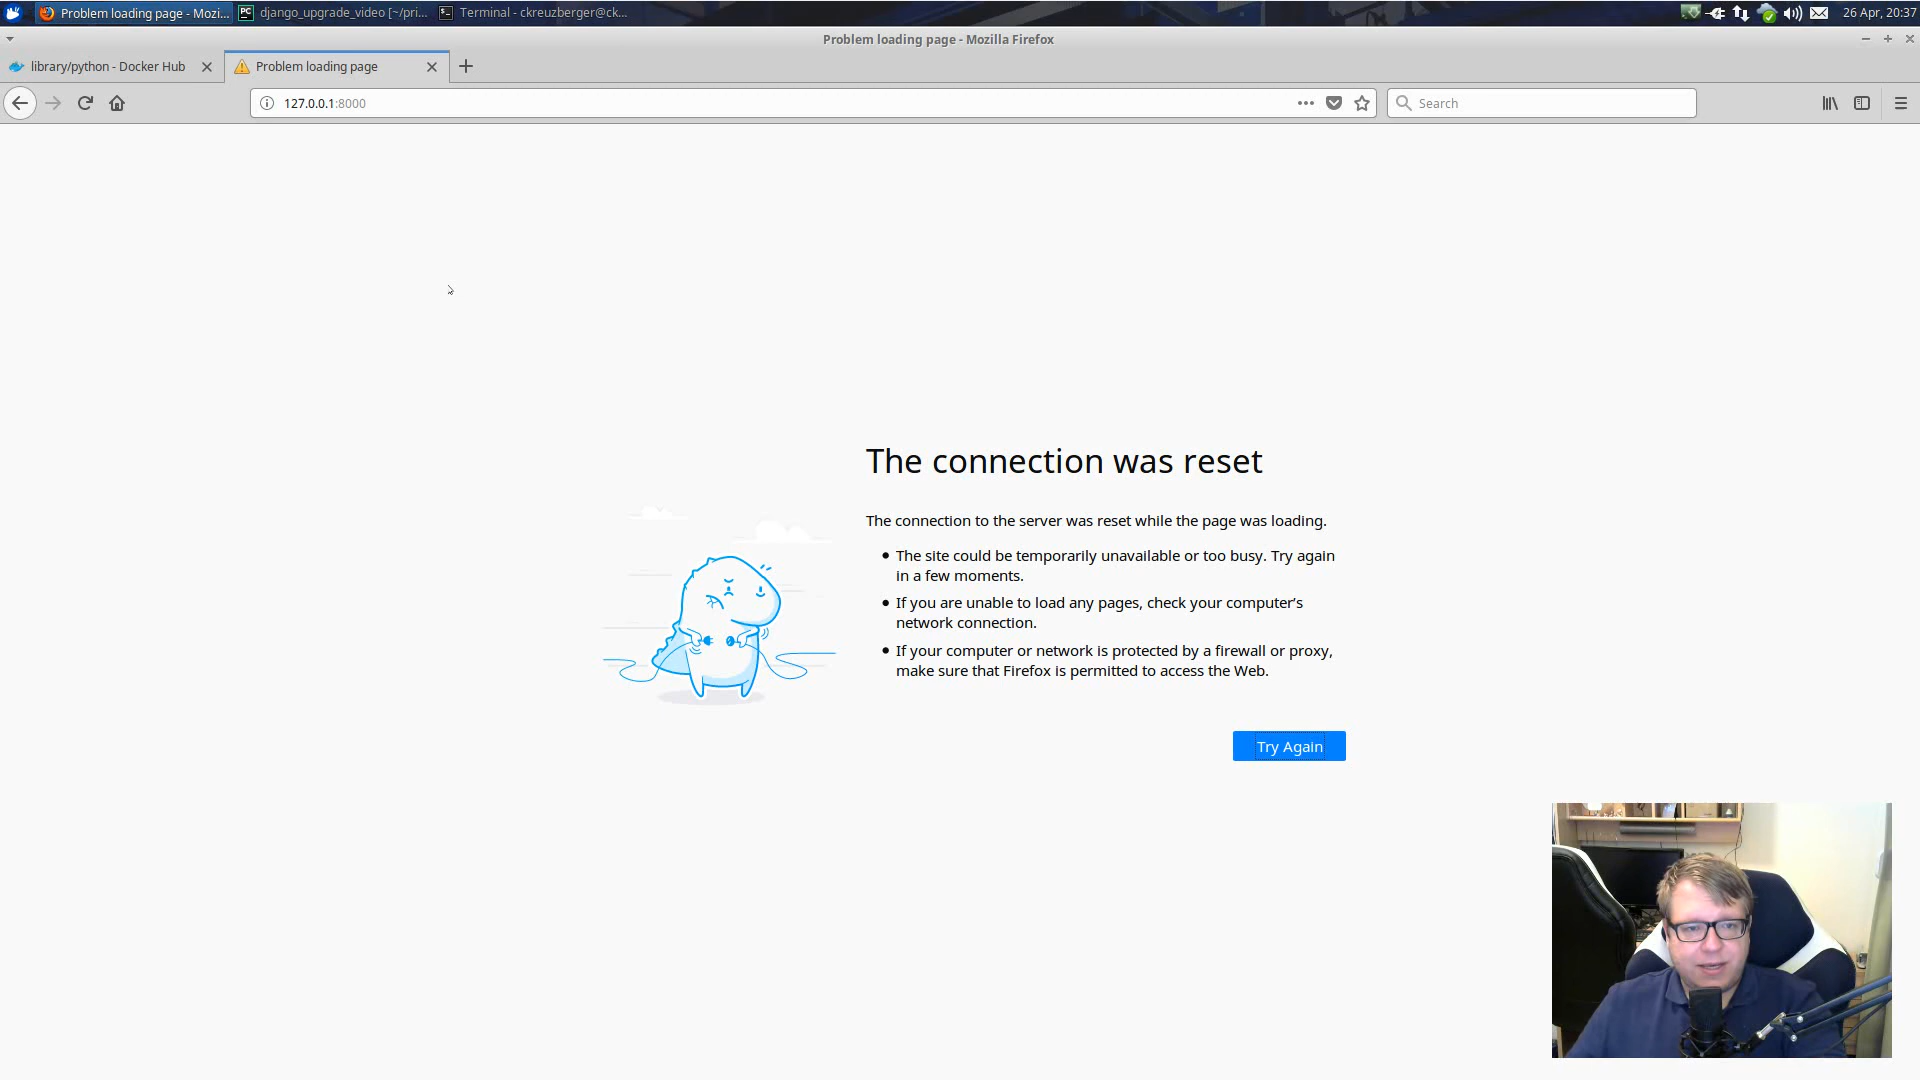 Problem loading page - Mozi...
django_upgrade_video [~/pri...
Terminal - ckreuzberger@ck...
26 Apr, 20:37
Problem loading page - Mozilla Firefox
library/python - Docker Hub
Problem loading page
127.0.0.1:8000
Search
The connection was reset
The connection to the server was reset while the page was loading.
The site could be temporarily unavailable or too busy. Try again
in a few moments.
If you are unable to load any pages, check your computer’s
network connection.
If your computer or network is protected by a firewall or proxy,
make sure that Firefox is permitted to access the Web.
Try Again